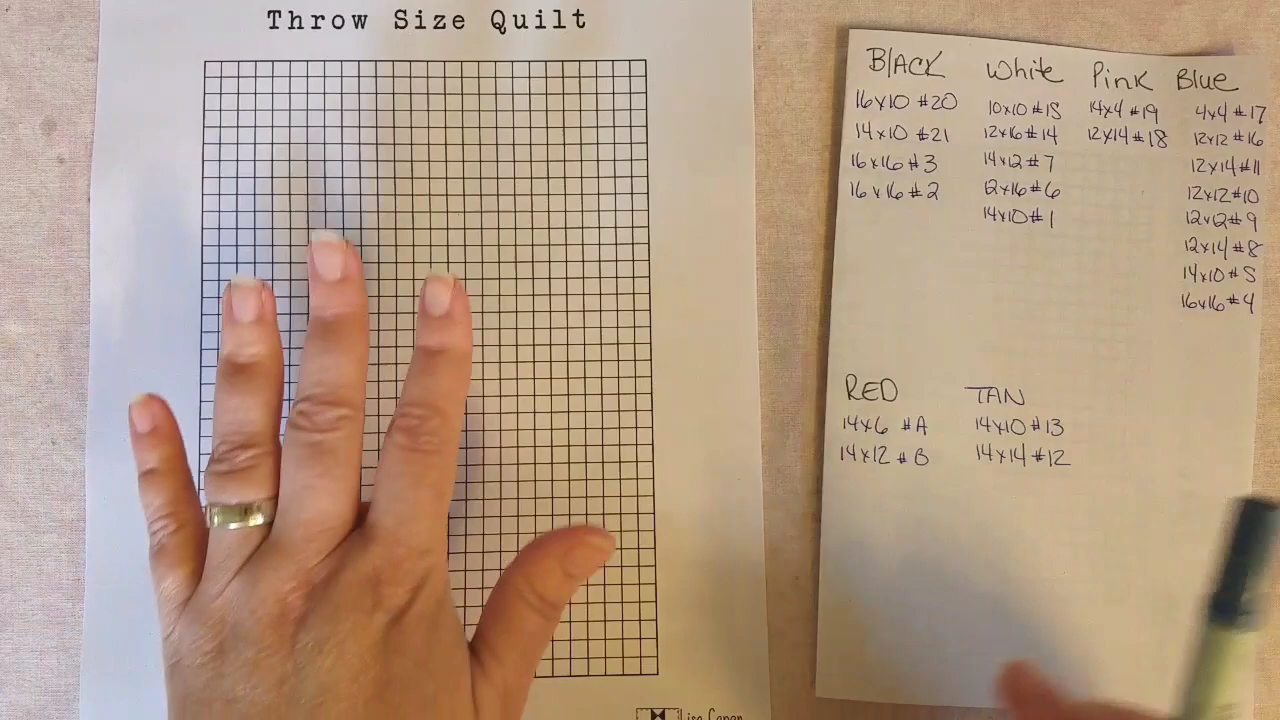 Throw Size Quilt
BLACK White Pink Blue
16x10 #20 10x10 #15 14x4 #19 4x4 #17
14x10 #21 12x16 #14 12x14 #18 12x12 #16
16x16 #3 14x12 #7 12x14 #11
16x16 #2 12x16 #6 12x12 #10
14x10 #1 12x12 #9
12x14 #8
14x10 #5
16x16 #4
RED TAN
14x6 #A 14x10 #13
14x12 #B 14x14 #12
Lisa Capen